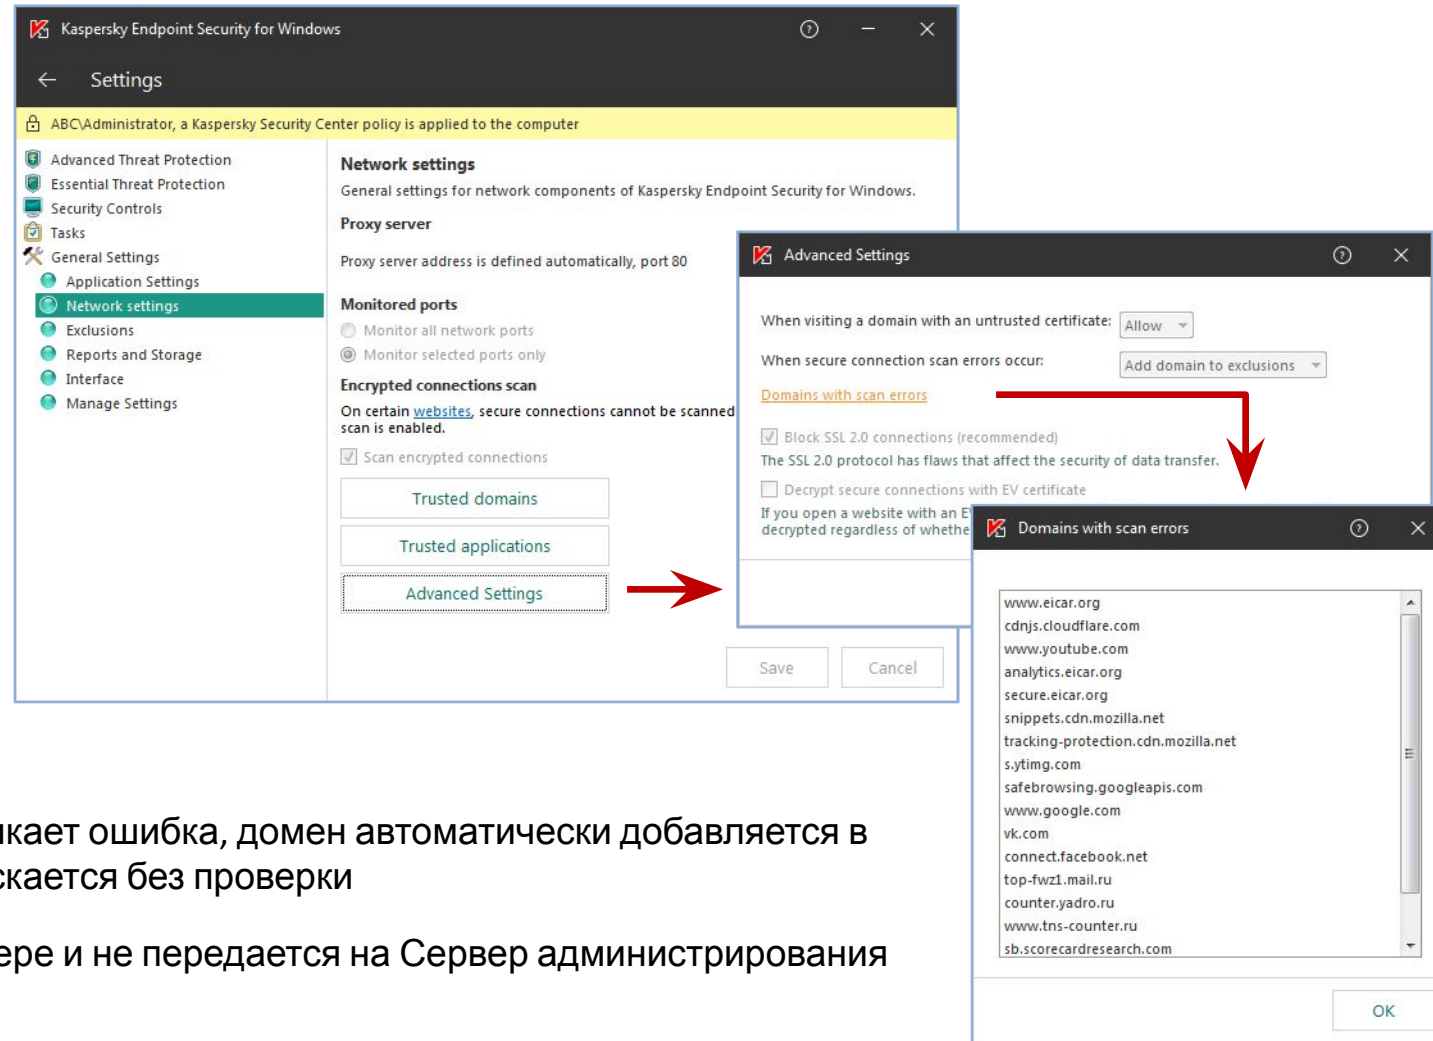 Kaspersky Endpoint Security for Windows
Settings
ABC\Administrator, a Kaspersky Security Center policy is applied to the computer
Advanced Threat Protection
Essential Threat Protection
Security Controls
Tasks
General Settings
Application Settings
Network settings
Exclusions
Reports and Storage
Interface
Manage Settings
Network settings
General settings for network components of Kaspersky Endpoint Security for Windows.
Proxy server
Proxy server address is defined automatically, port 80
Monitored ports
Monitor all network ports
Monitor selected ports only
Encrypted connections scan
On certain websites, secure connections cannot be scanned
scan is enabled.
Scan encrypted connections
Trusted domains
Trusted applications
Advanced Settings
Save
Cancel
Advanced Settings
When visiting a domain with an untrusted certificate: Allow
When secure connection scan errors occur: Add domain to exclusions
Domains with scan errors
Block SSL 2.0 connections (recommended)
The SSL 2.0 protocol has flaws that affect the security of data transfer.
Decrypt secure connections with EV certificate
If you open a website with an
decrypted regardless of
Domains with scan errors
www.eicar.org
cdnjs.cloudflare.com
www.youtube.com
analytics.eicar.org
secure.eicar.org
snippets.cdn.mozilla.net
tracking-protection.cdn.mozilla.net
s.ytimg.com
safebrowsing.googleapis.com
www.google.com
vk.com
connect.facebook.net
top-fwz1.mail.ru
counter.yadro.ru
www.tns-counter.ru
sb.scorecardresearch.com
OK
икает ошибка, домен автоматически добавляется в
скается без проверки
ере и не передается на Сервер администрирования